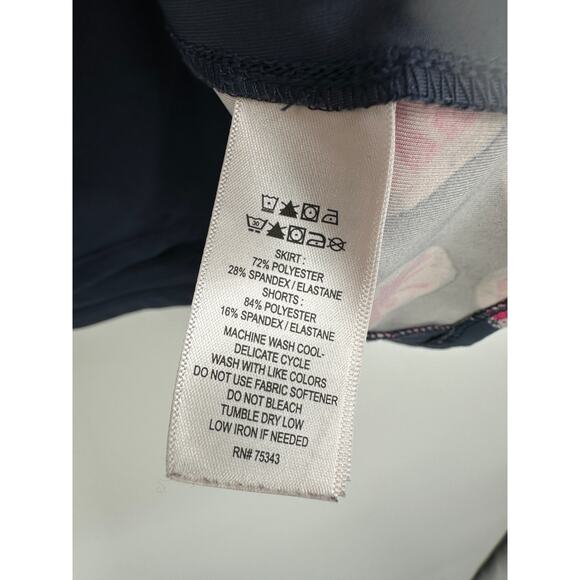 30
SKIRT :
72% POLYESTER
28% SPANDEX / ELASTANE
SHORTS :
84% POLYESTER
16% SPANDEX / ELASTANE
MACHINE WASH COOL-
DELICATE CYCLE
WASH WITH LIKE COLORS
DO NOT USE FABRIC SOFTENER
DO NOT BLEACH
TUMBLE DRY LOW
LOW IRON IF NEEDED
RN# 75343